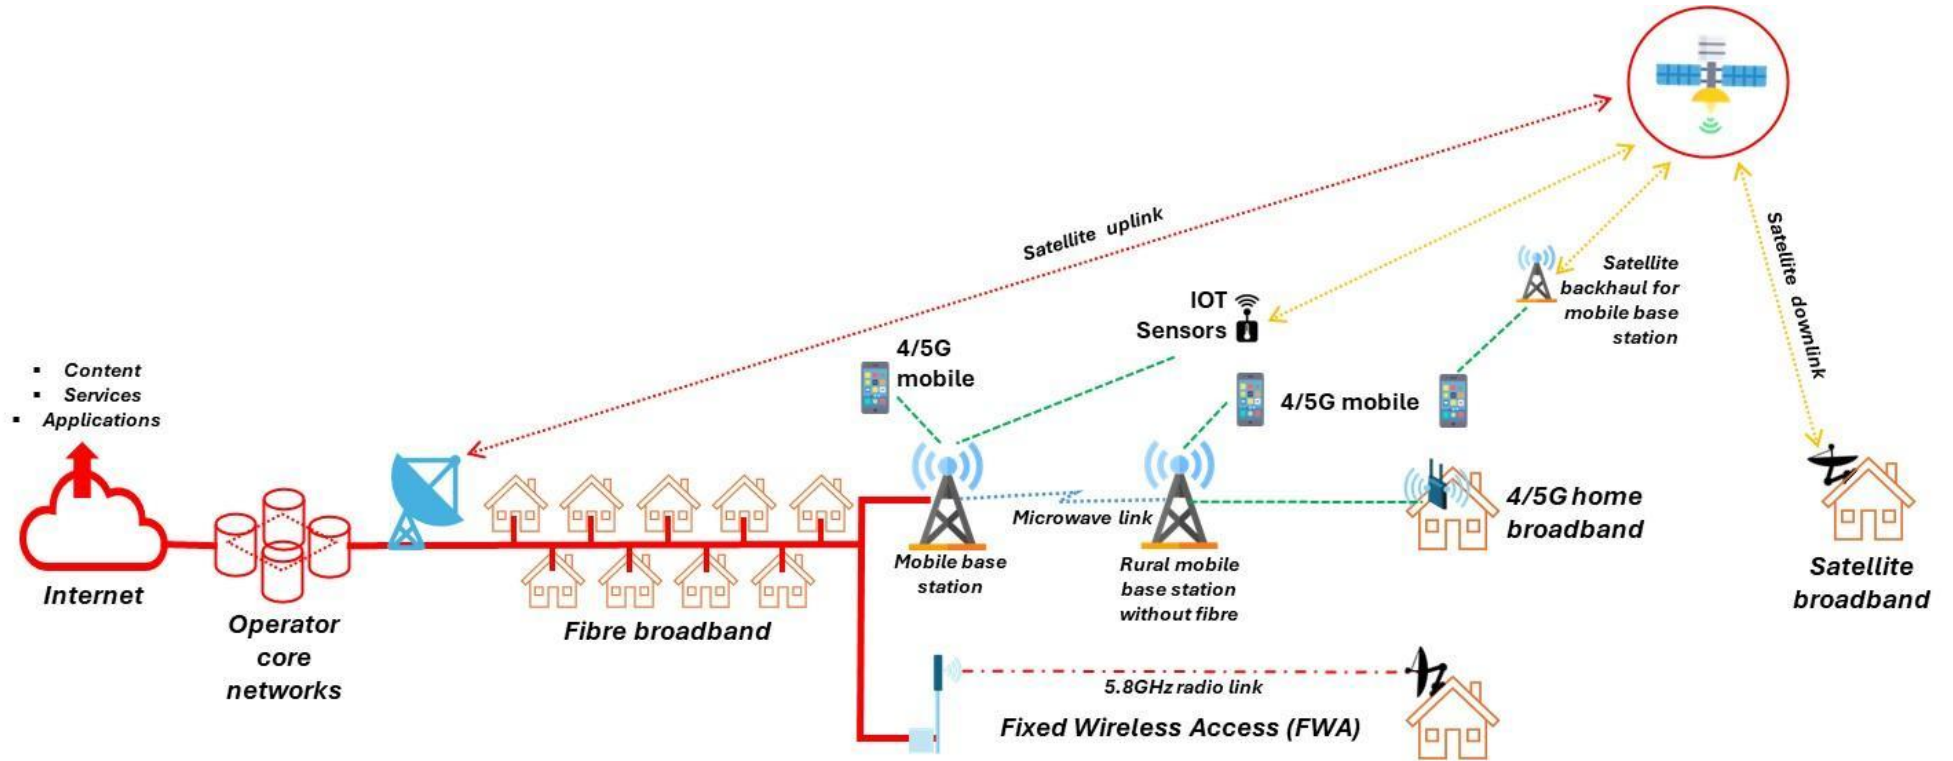 Satellite uplink
Satellite downlink
Satellite
backhaul for
mobile base
station
IOT
Sensors
4/5G
mobile
4/5G mobile
▪ Content
▪ Services
▪ Applications
Internet
Operator
core
networks
Fibre broadband
Mobile base
station
Microwave link
Rural mobile
base station
without fibre
4/5G home
broadband
Satellite
broadband
5.8GHz radio link
Fixed Wireless Access (FWA)